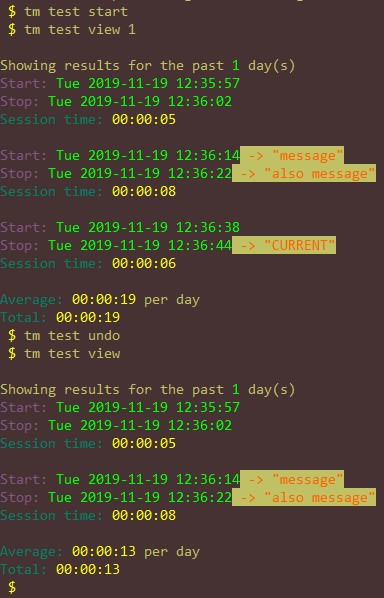 $ tm test start
$ tm test view 1
Showing results for the past 1 day(s)
Start: Tue 2019-11-19 12:35:57
Stop: Tue 2019-11-19 12:36:02
Session time: 00:00:05
Start: Tue 2019-11-19 12:36:14 -> "message"
Stop: Tue 2019-11-19 12:36:22 -> "also message"
Session time: 00:00:08
Start: Tue 2019-11-19 12:36:38
Stop: Tue 2019-11-19 12:36:44 -> "CURRENT"
Session time: 00:00:06
Average: 00:00:19 per day
Total: 00:00:19
$ tm test undo
$ tm test view
Showing results for the past 1 day(s)
Start: Tue 2019-11-19 12:35:57
Stop: Tue 2019-11-19 12:36:02
Session time: 00:00:05
Start: Tue 2019-11-19 12:36:14 -> "message"
Stop: Tue 2019-11-19 12:36:22 -> "also message"
Session time: 00:00:08
Average: 00:00:13 per day
Total: 00:00:13
$